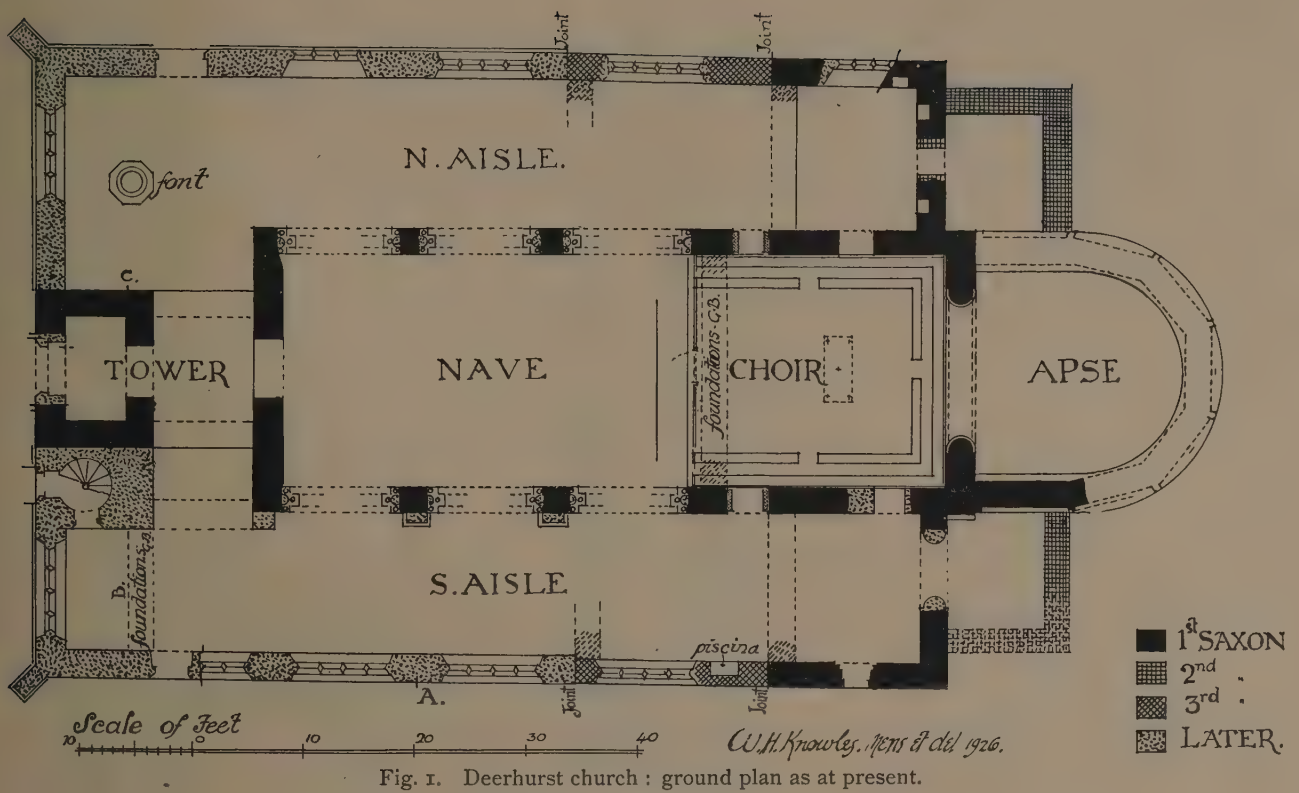 Joint
Joint
N. AISLE.
font
C.
TOWER
NAVE
foundations-G.B.
CHOIR
APSE
B.
foundations G.B.
S. AISLE
piscina
A.
Joint
Joint
1st SAXON
2nd "
3rd "
LATER.
Scale of Feet
10 0 10 20 30 40
W. H. Knowles. Mens et del 1926.
Fig. 1. Deerhurst church : ground plan as at present.